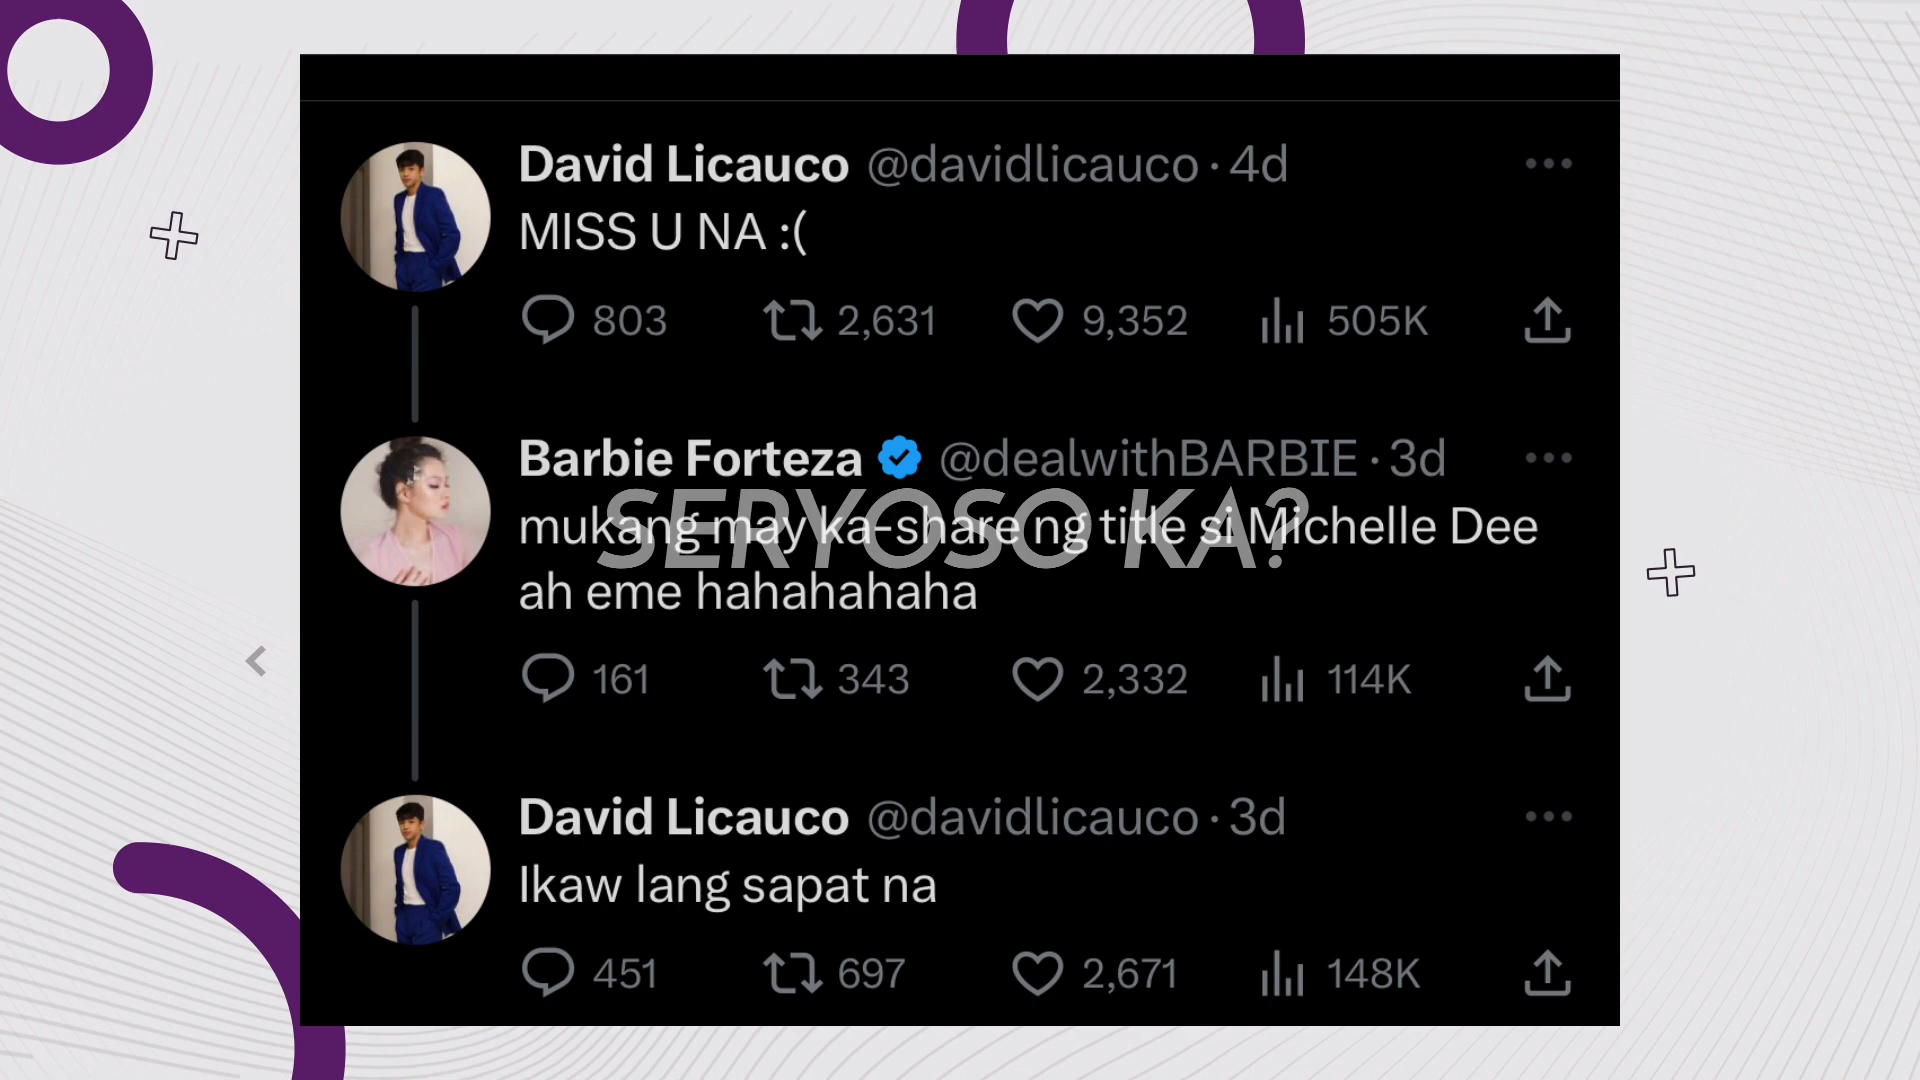 David Licauco @davidlicauco · 4d
MISS U NA :(
803 2,631 9,352 505K
Barbie Forteza @dealwithBARBIE · 3d
mukang may ka-share ng title si Michelle Dee
SERYOSO KA?
ah eme hahahahaha
161 343 2,332 114K
David Licauco @davidlicauco · 3d
Ikaw lang sapat na
451 697 2,671 148K